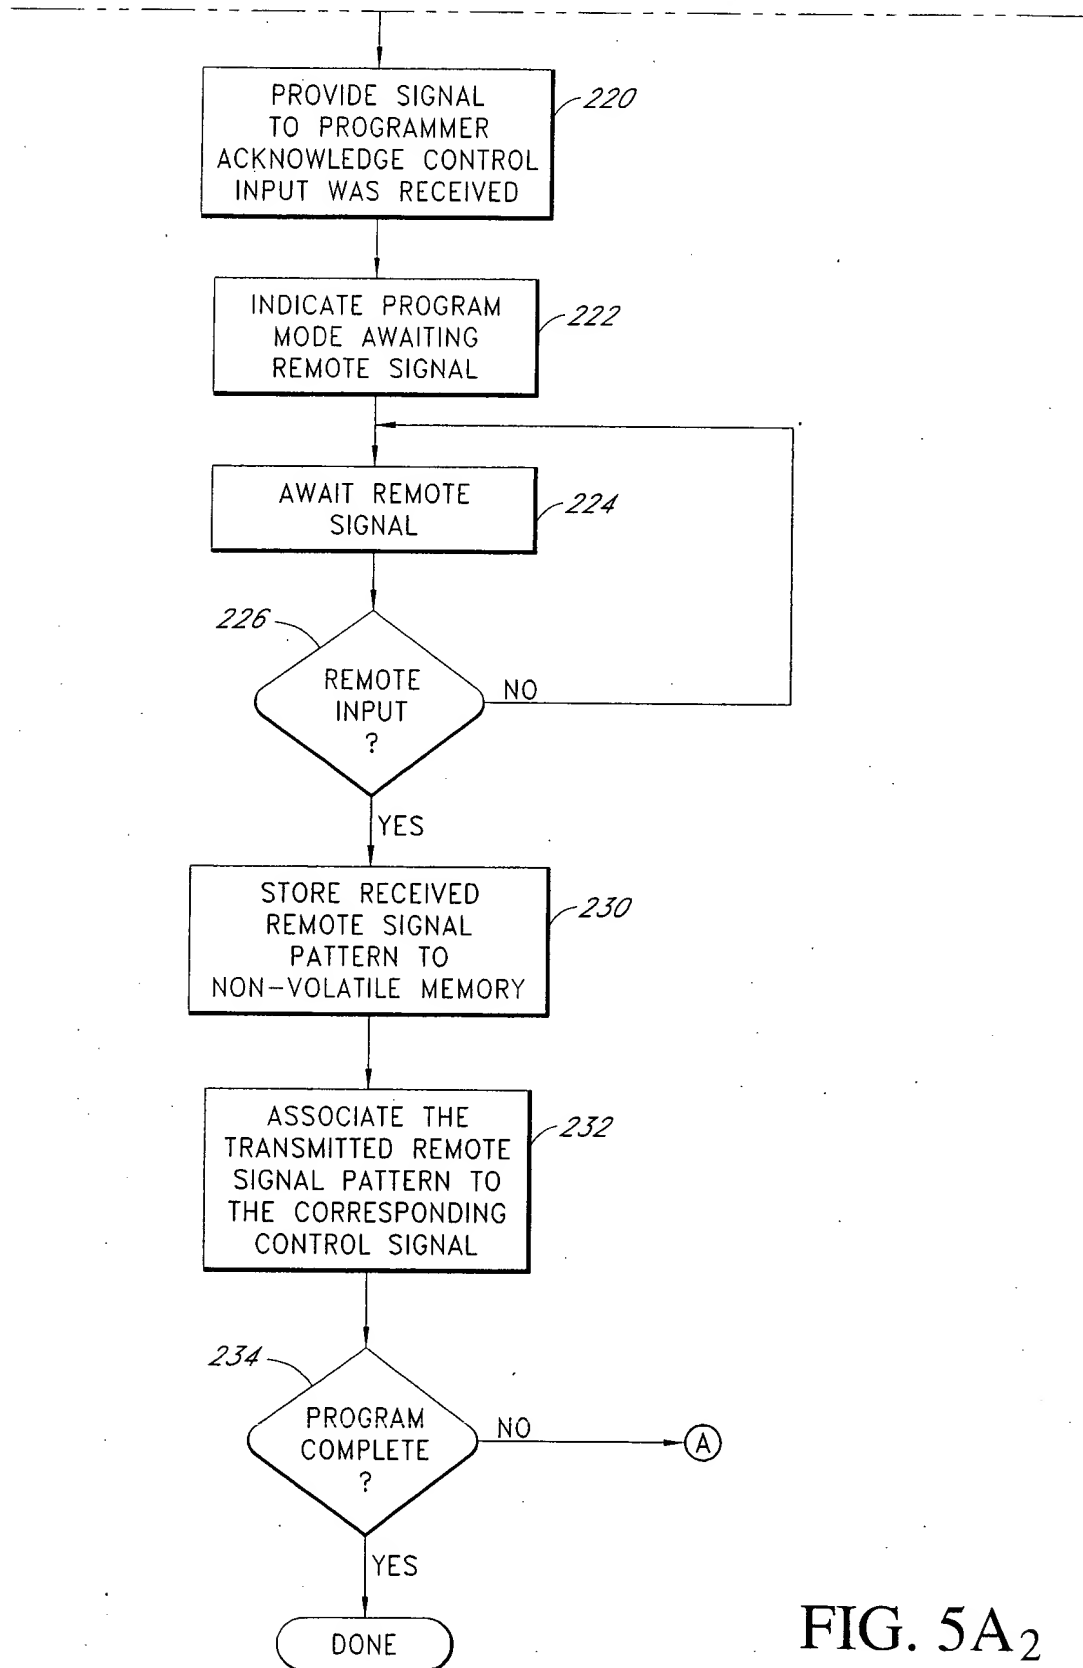 PROVIDE SIGNAL
TO PROGRAMMER
ACKNOWLEDGE CONTROL
INPUT WAS RECEIVED
220
INDICATE PROGRAM
MODE AWAITING
REMOTE SIGNAL
222
AWAIT REMOTE
SIGNAL
224
226
REMOTE
INPUT
?
NO
YES
STORE RECEIVED
REMOTE SIGNAL
PATTERN TO
NON-VOLATILE MEMORY
230
ASSOCIATE THE
TRANSMITTED REMOTE
SIGNAL PATTERN TO
THE CORRESPONDING
CONTROL SIGNAL
232
234
PROGRAM
COMPLETE
?
NO
A
YES
DONE
FIG. 5A2